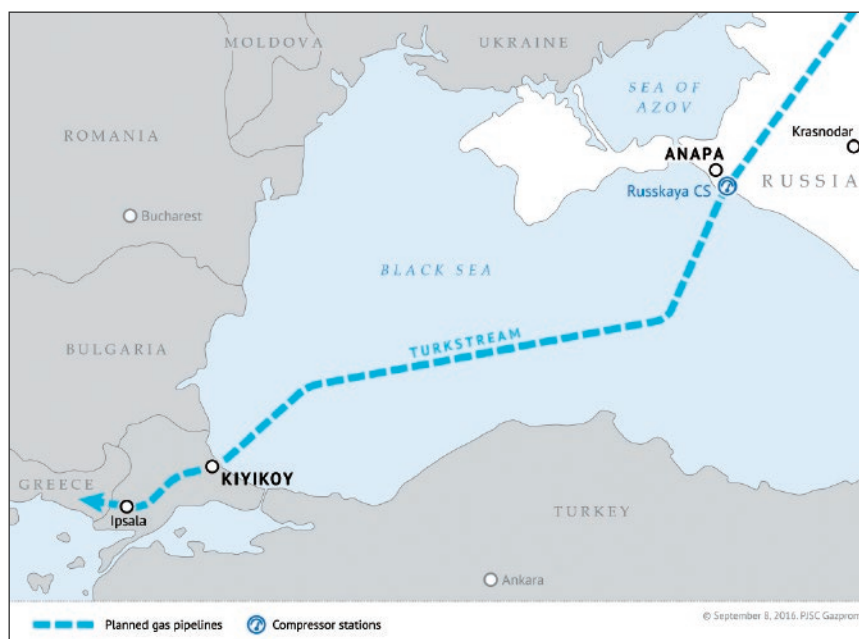 MOLDOVA
UKRAINE
SEA OF
AZOV
ROMANIA
Krasnodar
ANAPA
RUSSIA
Russkaya CS
Bucharest
BLACK SEA
TURKSTREAM
BULGARIA
KIYIKOY
GREECE
Ipsala
TURKEY
Ankara
Planned gas pipelines
Compressor stations
© September 8, 2016, PJSC Gazprom